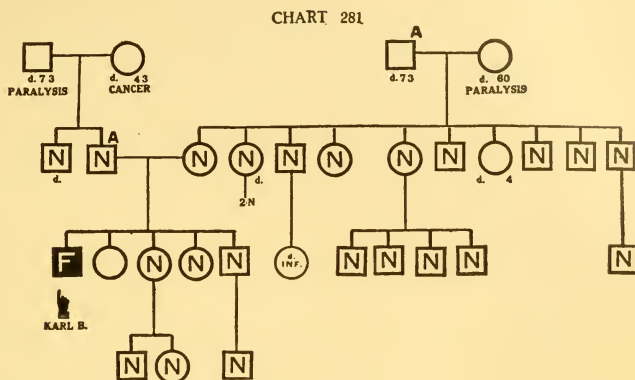 CHART 281
A
d. 73 d. 43 d. 73 d. 60
PARALYSIS CANCER PARALYSIS
A
N N N N N N N N N N N
d. d. d. 4
2 N
F N N N d. INF. N N N N N
KARL B.
N N N